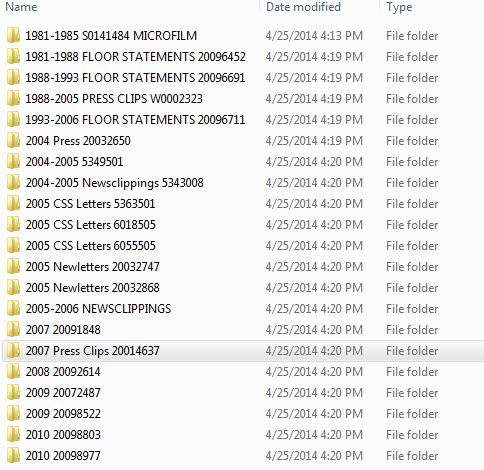 Name Date modified Type
1981-1985 S0141484 MICROFILM 4/25/2014 4:13 PM File folder
1981-1988 FLOOR STATEMENTS 20096452 4/25/2014 4:19 PM File folder
1988-1993 FLOOR STATEMENTS 20096691 4/25/2014 4:19 PM File folder
1988-2005 PRESS CLIPS W0002323 4/25/2014 4:19 PM File folder
1993-2006 FLOOR STATEMENTS 20096711 4/25/2014 4:19 PM File folder
2004 Press 20032650 4/25/2014 4:19 PM File folder
2004-2005 5349501 4/25/2014 4:20 PM File folder
2004-2005 Newsclippings 5343008 4/25/2014 4:20 PM File folder
2005 CSS Letters 5363501 4/25/2014 4:20 PM File folder
2005 CSS Letters 6018505 4/25/2014 4:20 PM File folder
2005 CSS Letters 6055505 4/25/2014 4:20 PM File folder
2005 Newletters 20032747 4/25/2014 4:20 PM File folder
2005 Newletters 20032868 4/25/2014 4:20 PM File folder
2005-2006 NEWSCLIPPINGS 4/25/2014 4:20 PM File folder
2007 20091848 4/25/2014 4:20 PM File folder
2007 Press Clips 20014637 4/25/2014 4:20 PM File folder
2008 20092614 4/25/2014 4:20 PM File folder
2009 20072487 4/25/2014 4:20 PM File folder
2009 20098522 4/25/2014 4:20 PM File folder
2010 20098803 4/25/2014 4:20 PM File folder
2010 20098977 4/25/2014 4:20 PM File folder